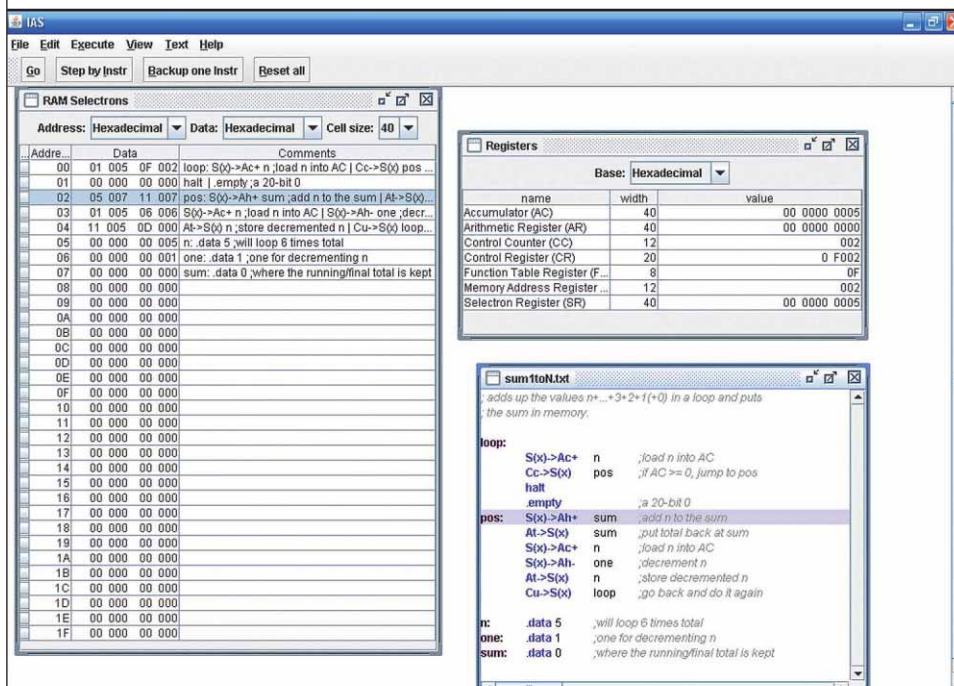 IAS
File Edit Execute View Text Help
Go Step by Instr Backup one Instr Reset all
RAM Selectrons
Address: Hexadecimal Data: Hexadecimal Cell size: 40
...Addre... Data Comments
00 01 005 0F 002 loop: S(x)->Ac+ n ;load n into AC | Cc->S(x) pos ...
01 00 000 00 000 halt | .empty ;a 20-bit 0
02 05 007 11 007 pos: S(x)->Ah+ sum ;add n to the sum | At->S(x)...
03 01 005 06 006 S(x)->Ac+ n ;load n into AC | S(x)->Ah- one ;decr...
04 11 005 0D 000 At->S(x) n ;store decremented n | Cu->S(x) loop...
05 00 000 00 005 n: .data 5 ;will loop 6 times total
06 00 000 00 001 one: .data 1 ;one for decrementing n
07 00 000 00 000 sum: .data 0 ;where the running/final total is kept
08 00 000 00 000
09 00 000 00 000
0A 00 000 00 000
0B 00 000 00 000
0C 00 000 00 000
0D 00 000 00 000
0E 00 000 00 000
0F 00 000 00 000
10 00 000 00 000
11 00 000 00 000
12 00 000 00 000
13 00 000 00 000
14 00 000 00 000
15 00 000 00 000
16 00 000 00 000
17 00 000 00 000
18 00 000 00 000
19 00 000 00 000
1A 00 000 00 000
1B 00 000 00 000
1C 00 000 00 000
1D 00 000 00 000
1E 00 000 00 000
1F 00 000 00 000
Registers
Base: Hexadecimal
name width value
Accumulator (AC) 40 00 0000 0005
Arithmetic Register (AR) 40 00 0000 0000
Control Counter (CC) 12 002
Control Register (CR) 20 0 F002
Function Table Register (F... 8 0F
Memory Address Register ... 12 002
Selectron Register (SR) 40 00 0000 0005
sum1toN.txt
; adds up the values n+...+3+2+1(+0) in a loop and puts
; the sum in memory.
loop:
S(x)->Ac+ n ;load n into AC
Cc->S(x) pos ;if AC >= 0, jump to pos
halt
.empty ;a 20-bit 0
pos: S(x)->Ah+ sum ;add n to the sum
At->S(x) sum ;put total back at sum
S(x)->Ac+ n ;load n into AC
S(x)->Ah- one ;decrement n
At->S(x) n ;store decremented n
Cu->S(x) loop ;go back and do it again
n: .data 5 ;will loop 6 times total
one: .data 1 ;one for decrementing n
sum: .data 0 ;where the running/final total is kept